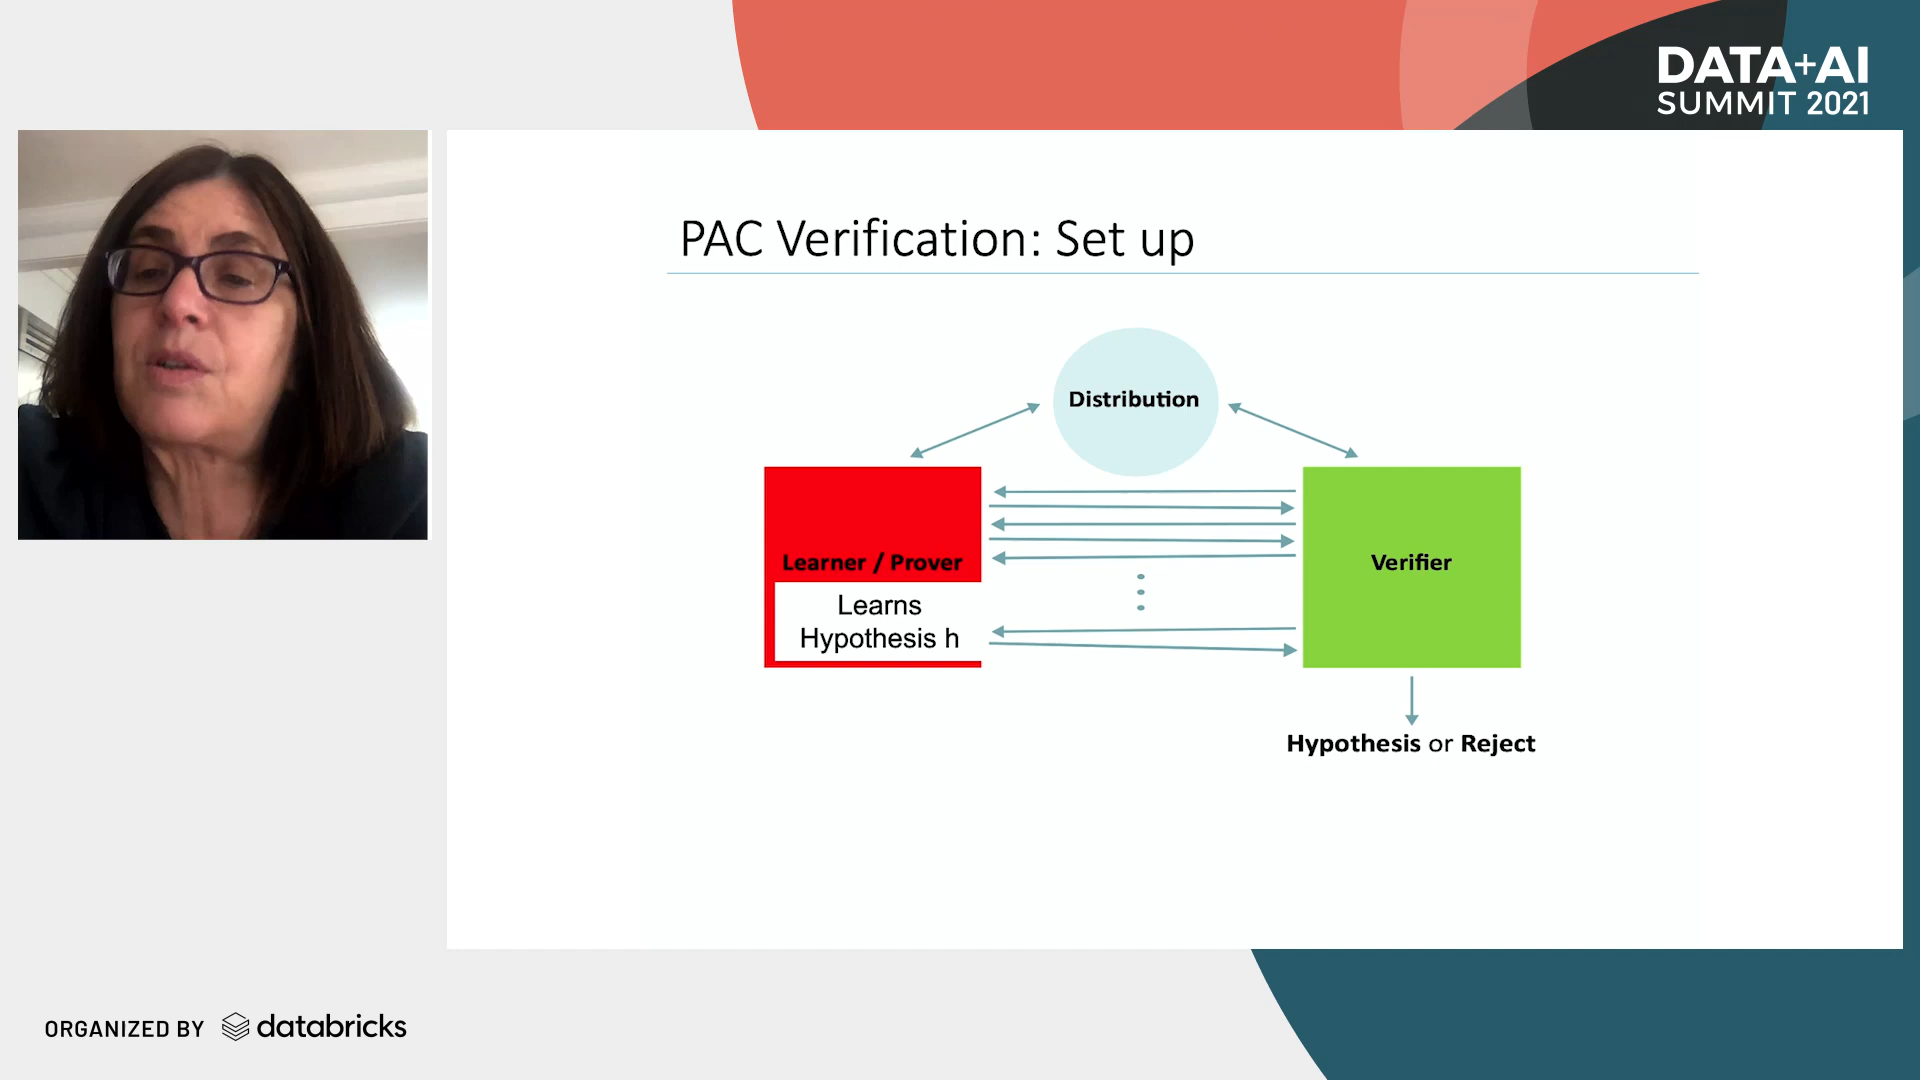 DATA+AI
SUMMIT 2021
PAC Verification: Set up
Distribution
Learner / Prover
Learns
Hypothesis h
Verifier
Hypothesis or Reject
ORGANIZED BY databricks